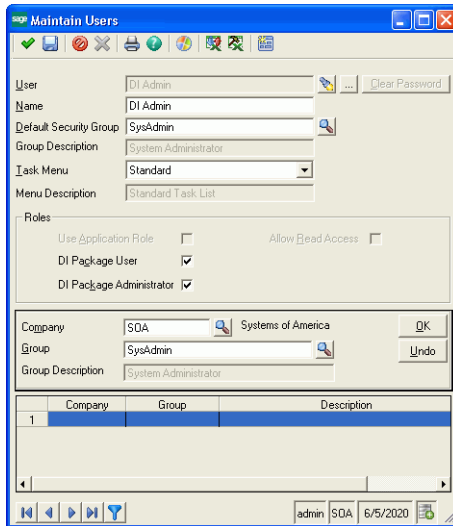 sage Maintain Users
User DI Admin ... Clear Password
Name DI Admin
Default Security Group SysAdmin
Group Description System Administrator
Task Menu Standard
Menu Description Standard Task List
Roles
Use Application Role Allow Read Access
DI Package User
DI Package Administrator
Company SOA Systems of America OK
Group SysAdmin Undo
Group Description System Administrator
Company Group Description
1
admin SOA 6/5/2020